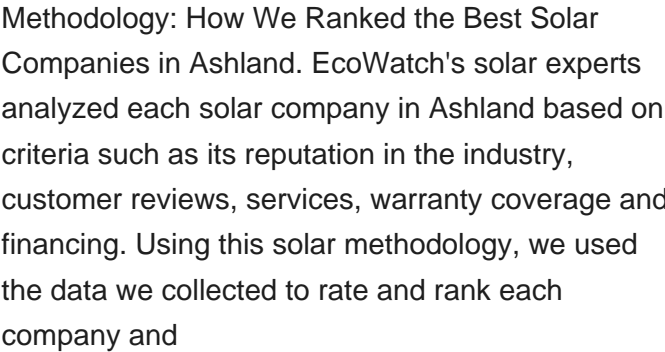 Methodology: How We Ranked the Best Solar
Companies in Ashland. EcoWatch's solar experts
analyzed each solar company in Ashland based on
criteria such as its reputation in the industry,
customer reviews, services, warranty coverage and
financing. Using this solar methodology, we used
the data we collected to rate and rank each
company and